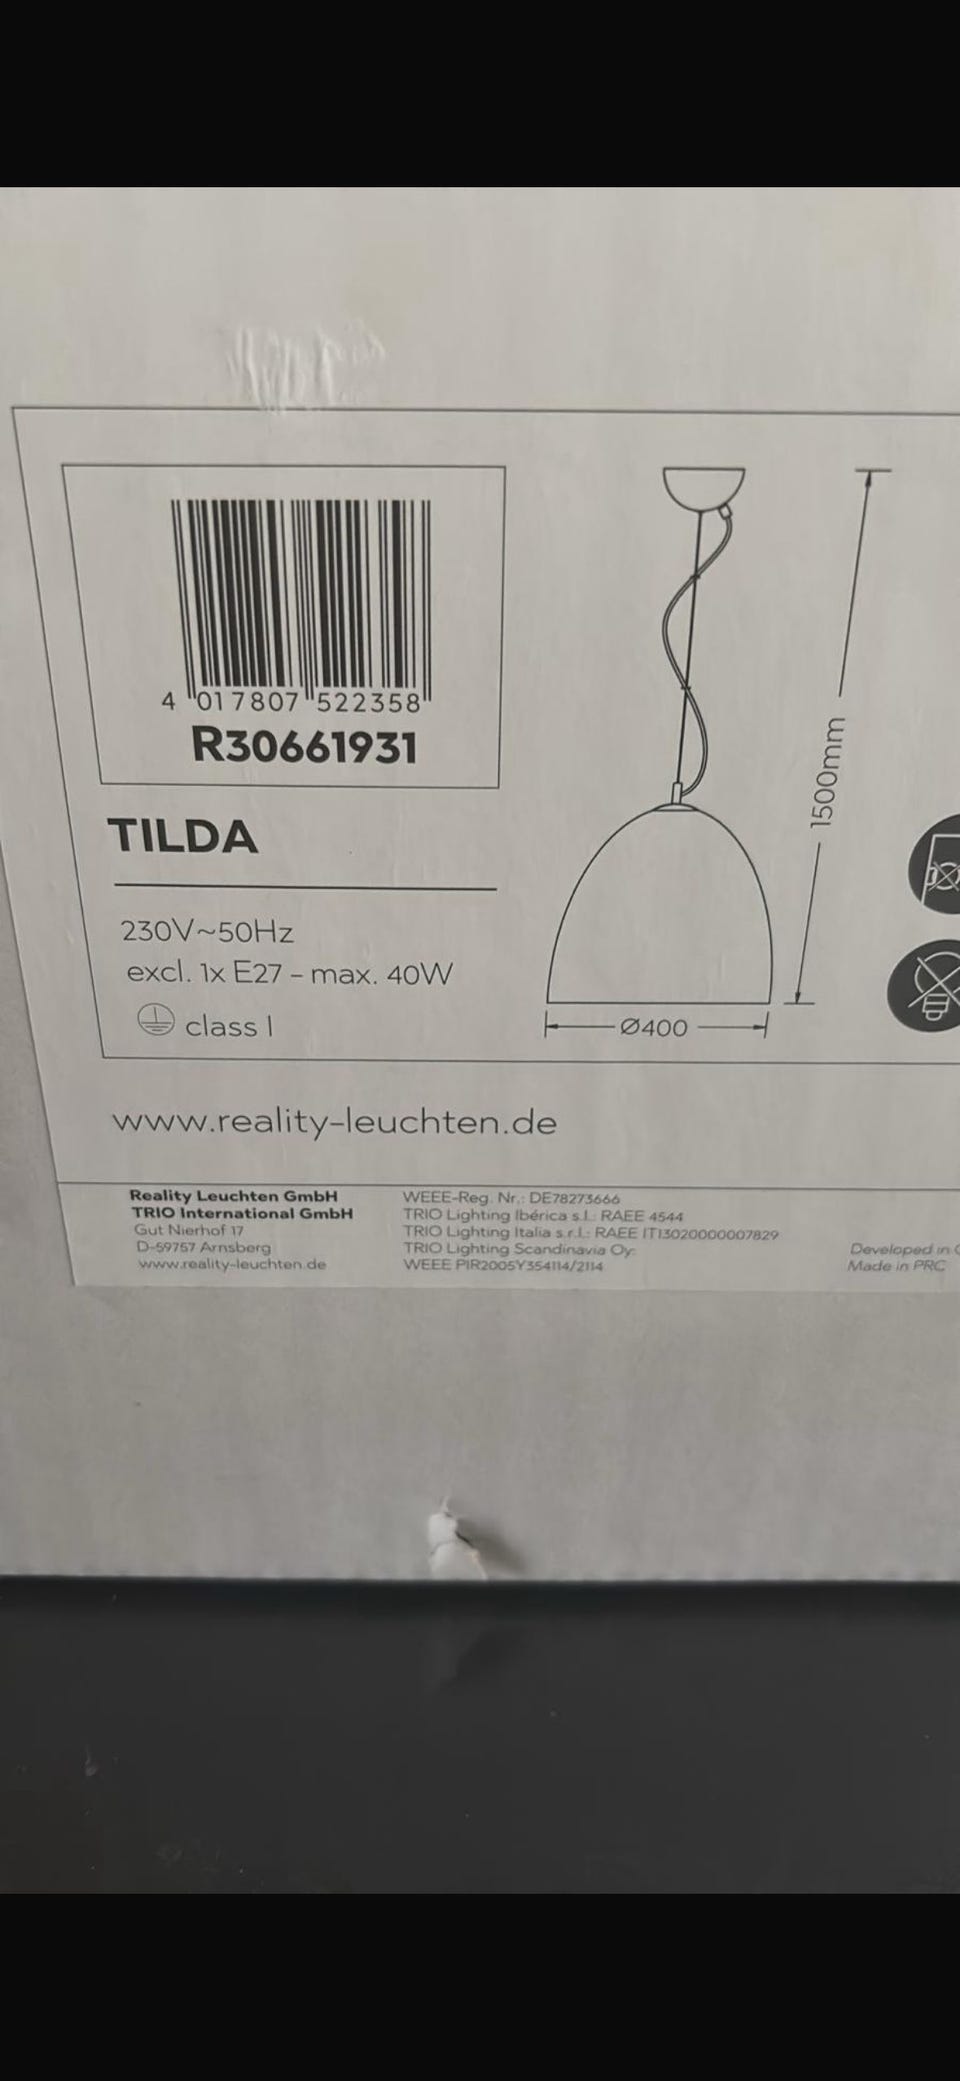 4 017807 522358
R30661931
TILDA
230V~50Hz
excl. 1x E27 – max. 40W
class I
1500mm
Ø400
www.reality-leuchten.de
Reality Leuchten GmbH
TRIO International GmbH
Gut Nierhof 17
D-59757 Arnsberg
www.reality-leuchten.de
WEEE-Reg. Nr.: DE78273666
TRIO Lighting Ibérica s.l.: RAEE 4544
TRIO Lighting Italia s.r.l.: RAEE IT13020000007829
TRIO Lighting Scandinavia Oy:
WEEE PIR2005Y354114/2114
Developed in
Made in PRC